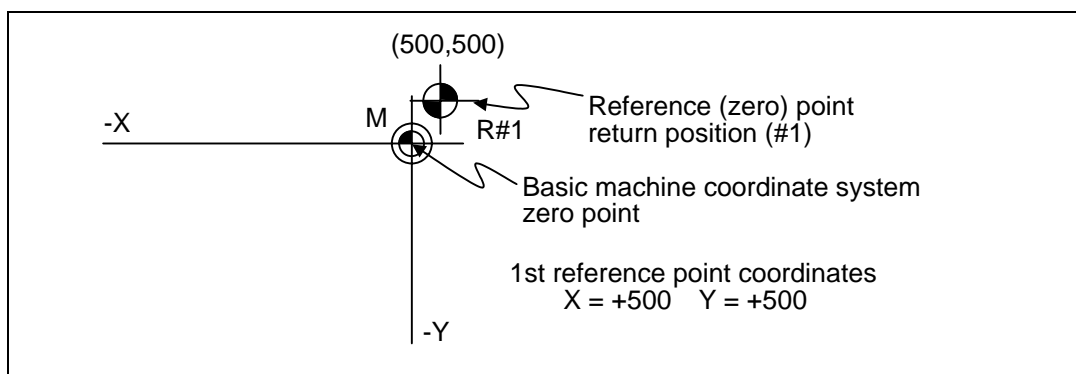 (500,500)
Reference (zero) point
return position (#1)
M
R#1
-X
Basic machine coordinate system
zero point
1st reference point coordinates
X = +500 Y = +500
-Y